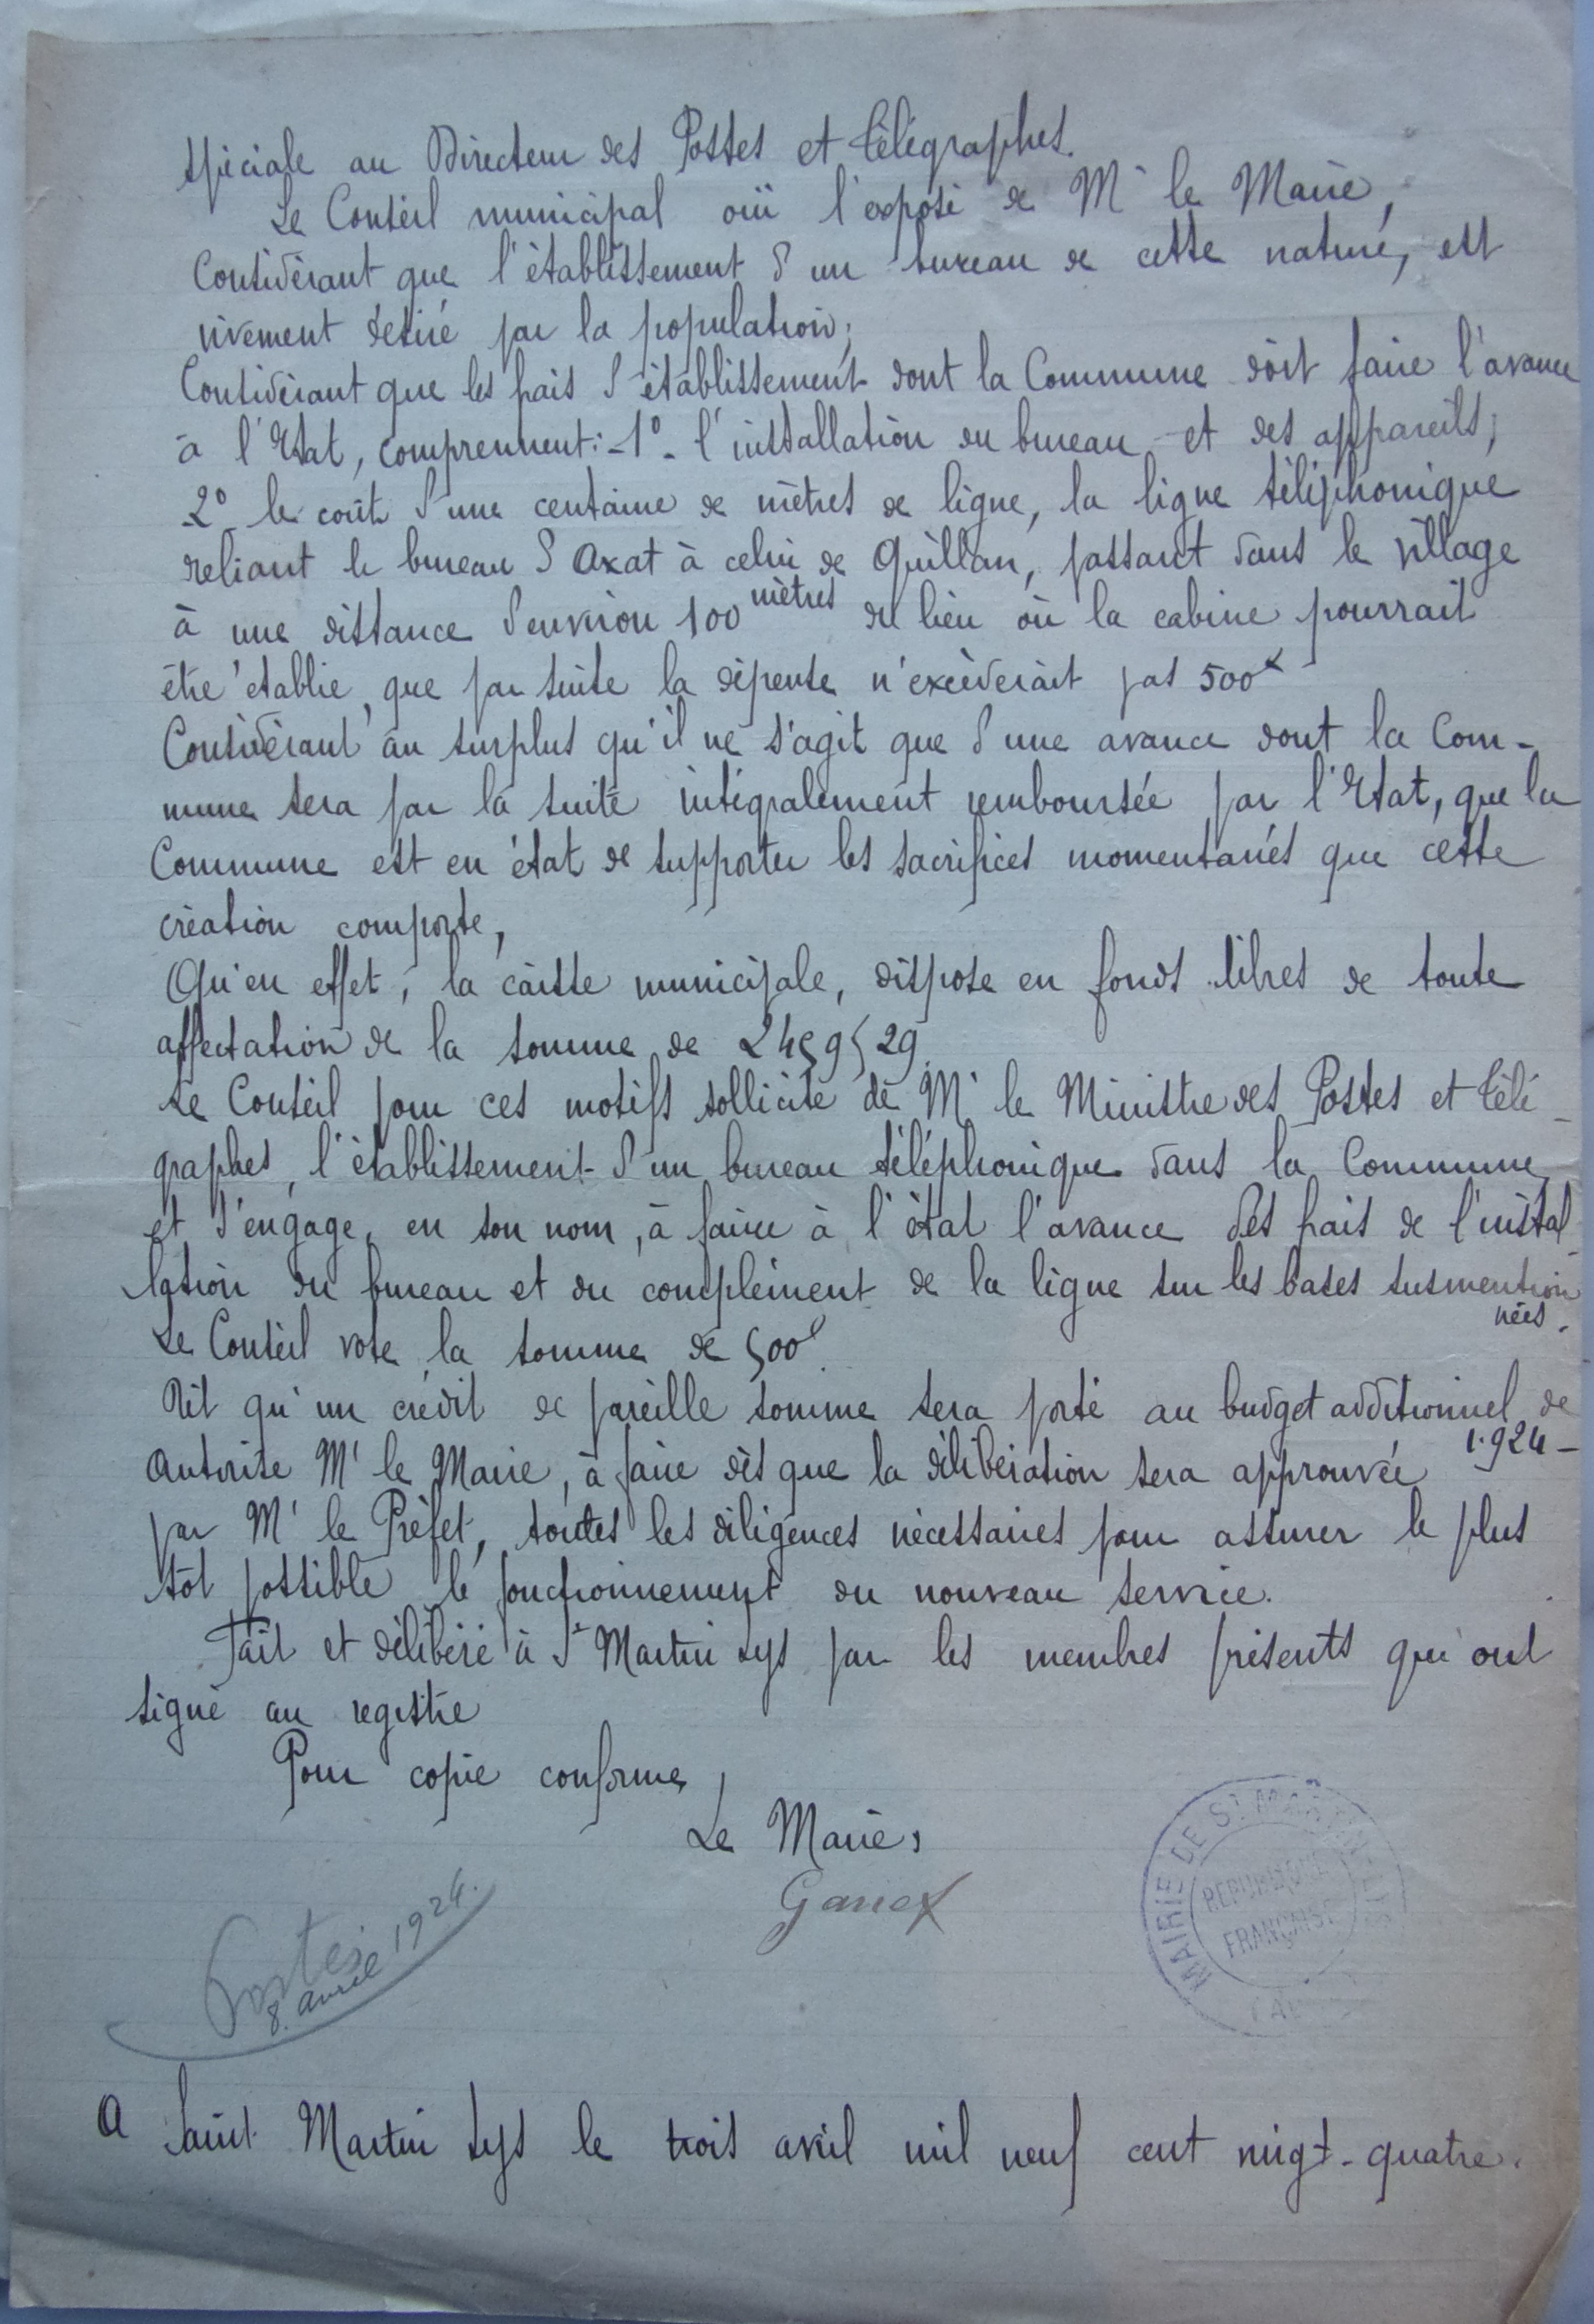 spéciale au Directeur des Postes et Télégraphes.
Le Conseil municipal ouï l'exposé de Mr le Maire,
Considérant que l'établissement d'un bureau de cette nature, est
vivement désiré par la population;
Considérant que les frais d'établissement dont la Commune doit faire l'avance
à l'Etat, comprennent: -1°- l'installation du bureau et des appareils;
2° le coût d'une centaine de mètres de ligne, la ligne téléphonique
reliant le bureau d'Axat à celui de Quillan, passant dans le village
à une distance d'environ 100 mètres du lieu où la cabine pourrait
être établie, que par suite la dépense n'excéderait pas 500f
Considérant au surplus qu'il ne s'agit que d'une avance dont la Com-
mune sera par la suite intégralement remboursée par l'Etat, que la
Commune est en état de supporter les sacrifices momentanés que cette
création comporte,
Qu'en effet, la caisse municipale, dispose en fonds libres de toute
affectation de la somme de 2459f29.
Le Conseil pour ces motifs sollicite de Mr le Ministre des Postes et Télé-
graphes, l'établissement d'un bureau téléphonique dans la Commune
et s'engage, en son nom, à faire à l'état l'avance des frais de l'instal-
lation du bureau et du complément de la ligne sur les bases susmention
nées.
Le Conseil vote la somme de 500f.
Dit qu'un crédit de pareille somme sera porté au budget additionnel de
1.924-
Autorise Mr le Maire, à faire dès que la délibération sera approuvée
par Mr le Préfet, toutes les diligences nécessaires pour assurer le plus
tôt possible le fonctionnement du nouveau service.
Fait et délibéré à St Martin Lys par les membres présents qui ont
signé au registre
Pour copie conforme,
Le Maire,
MAIRIE DE ST MARTIN
REPUBLIQUE
FRANÇAISE
Postes
8. avril 1924.
A Saint Martin Lys le trois avril mil neuf cent vingt-quatre.